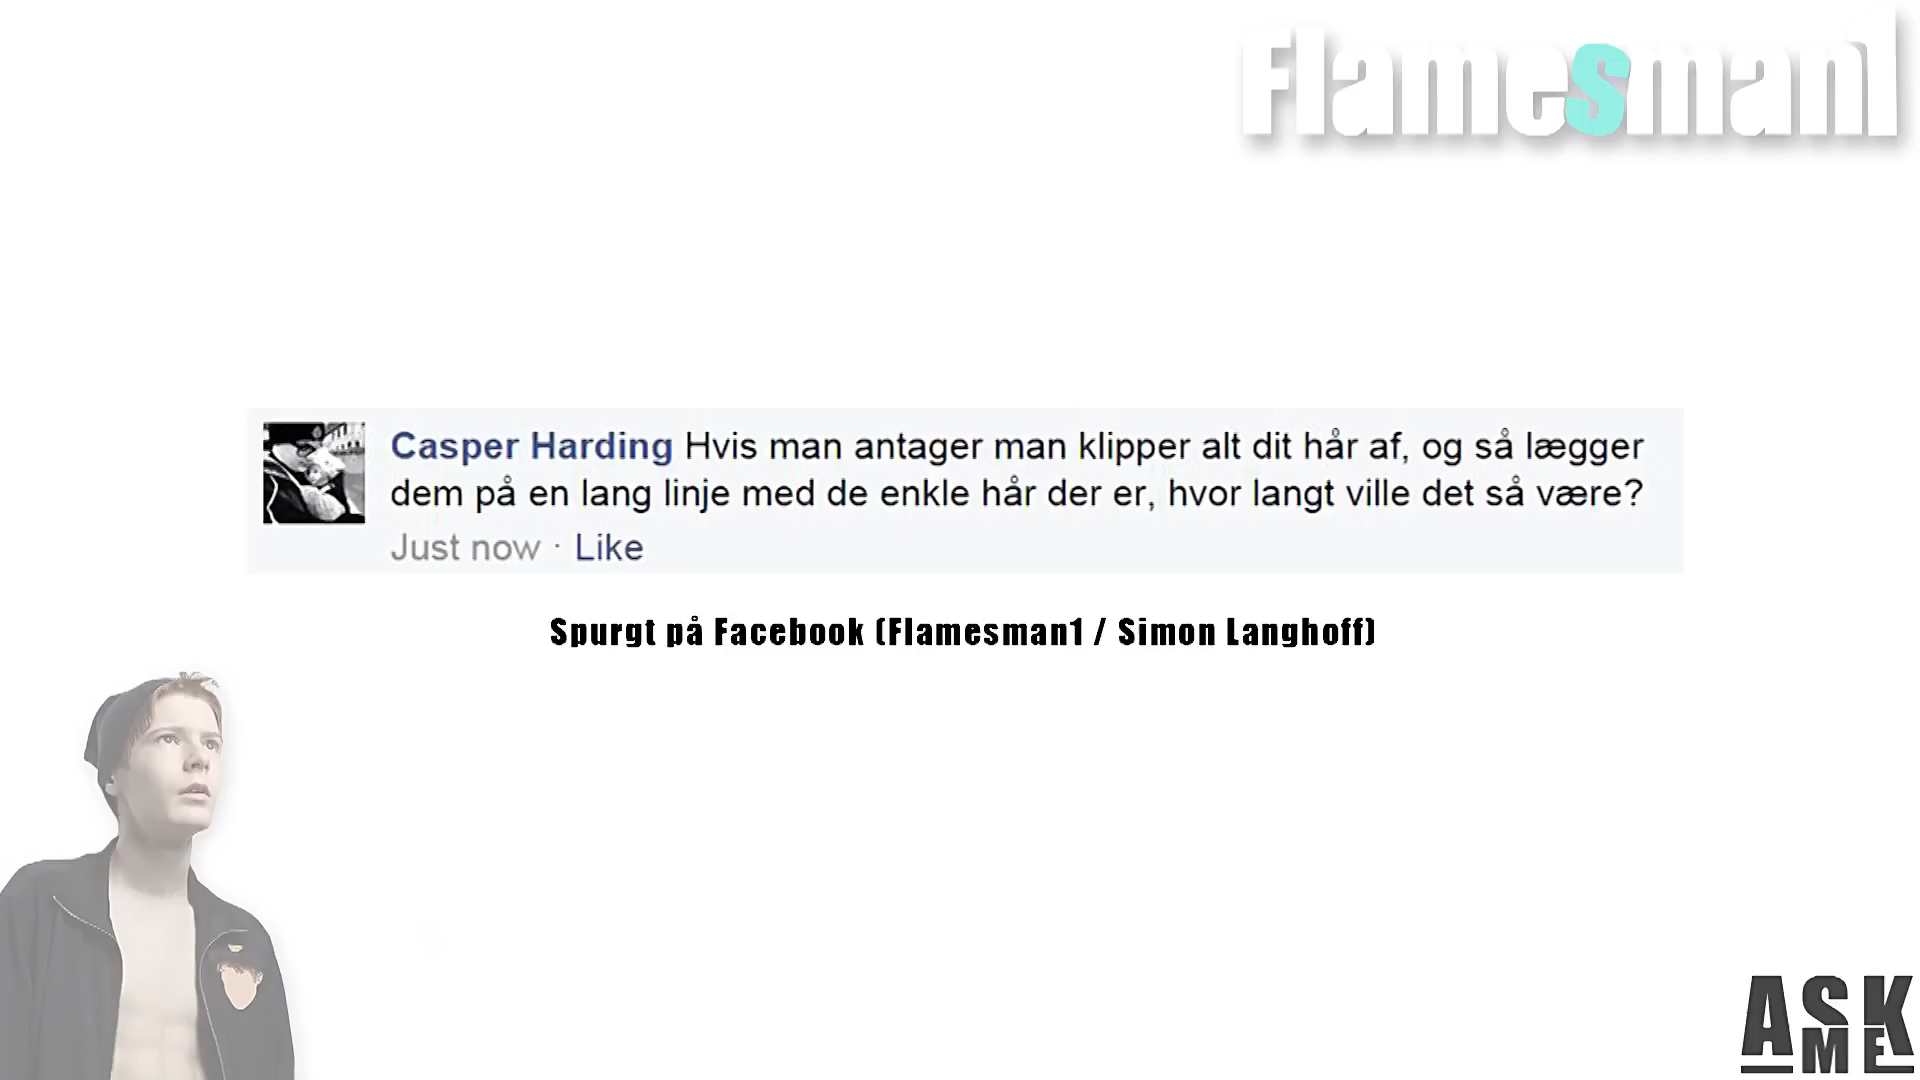 Flamesman1
Casper Harding Hvis man antager man klipper alt dit hår af, og så lægger
dem på en lang linje med de enkle hår der er, hvor langt ville det så være?
Just now · Like
Spurgt på Facebook (Flamesman1 / Simon Langhoff)
ASK
ME